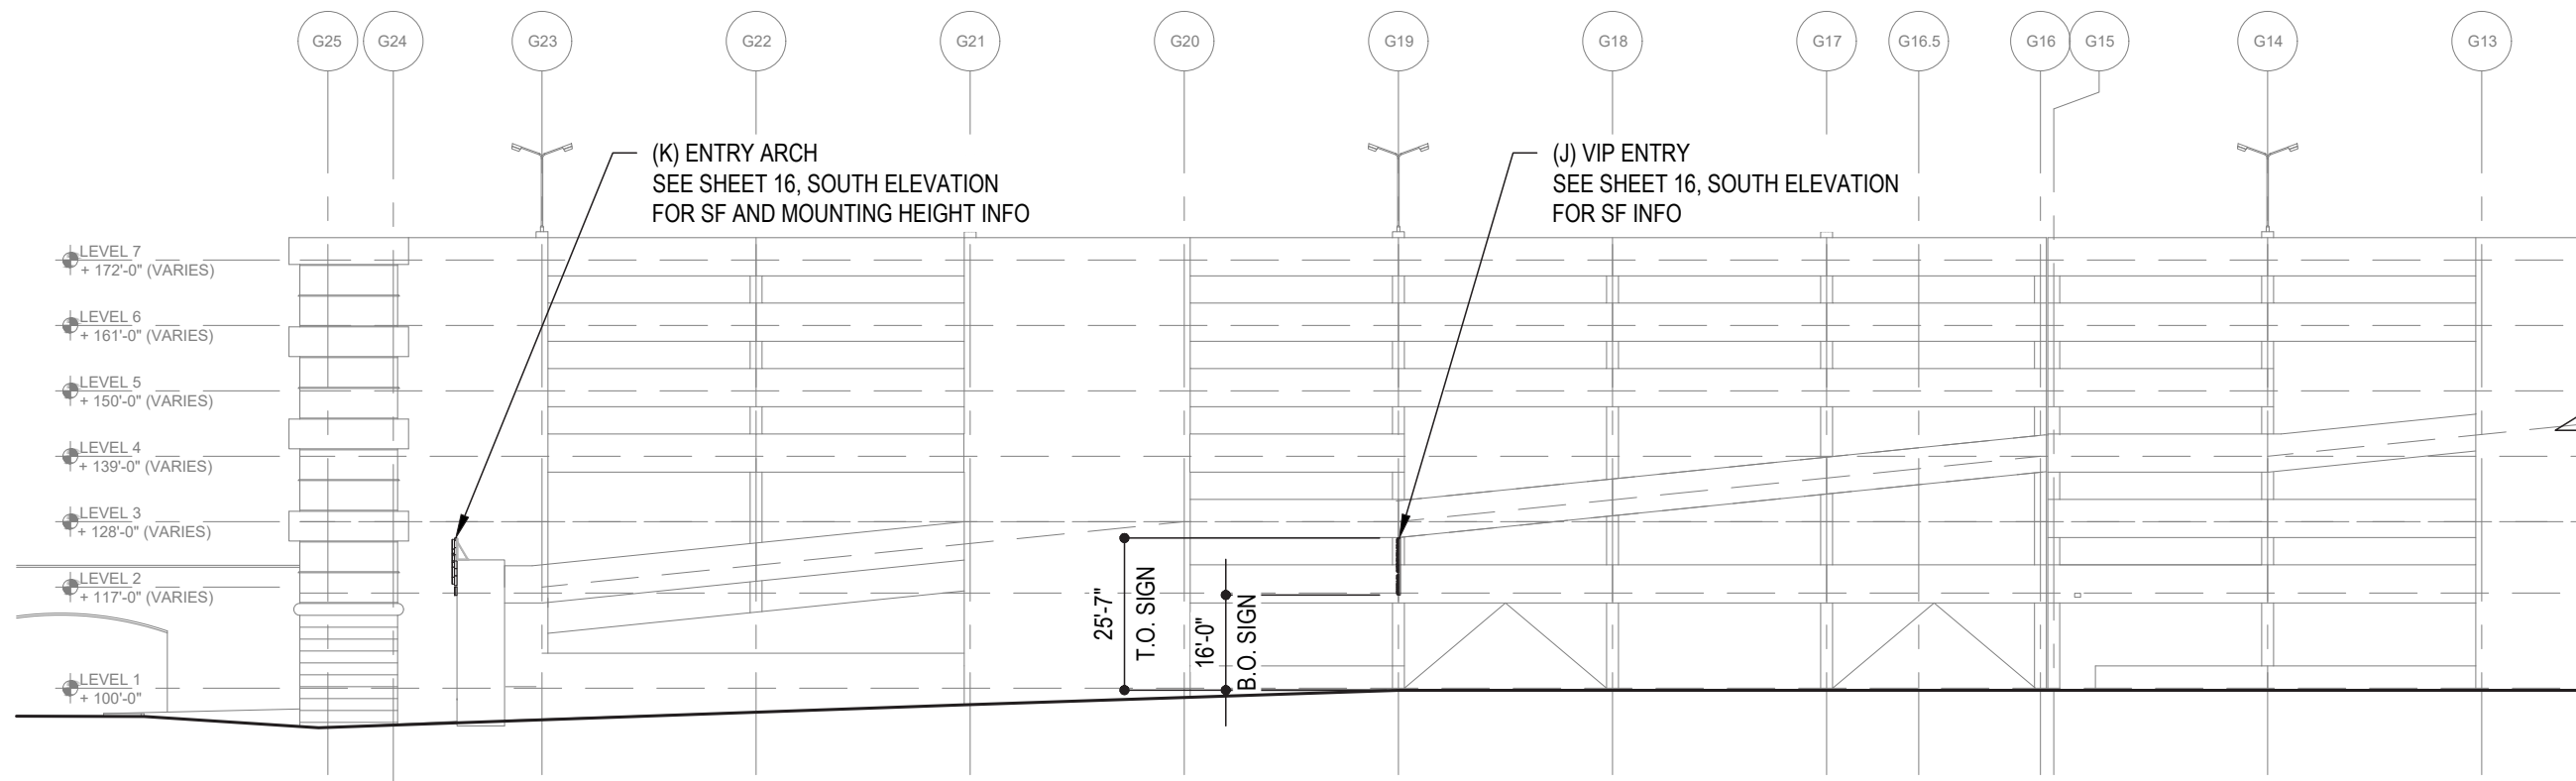 G25
G24
G23
G22
G21
G20
G19
G18
G17
G16.5
G16
G15
G14
G13
(K) ENTRY ARCH
SEE SHEET 16, SOUTH ELEVATION
FOR SF AND MOUNTING HEIGHT INFO
(J) VIP ENTRY
SEE SHEET 16, SOUTH ELEVATION
FOR SF INFO
LEVEL 7
+ 172'-0" (VARIES)
LEVEL 6
+ 161'-0" (VARIES)
LEVEL 5
+ 150'-0" (VARIES)
LEVEL 4
+ 139'-0" (VARIES)
LEVEL 3
+ 128'-0" (VARIES)
LEVEL 2
+ 117'-0" (VARIES)
LEVEL 1
+ 100'-0"
25'-7"
T.O. SIGN
16'-0"
B.O. SIGN